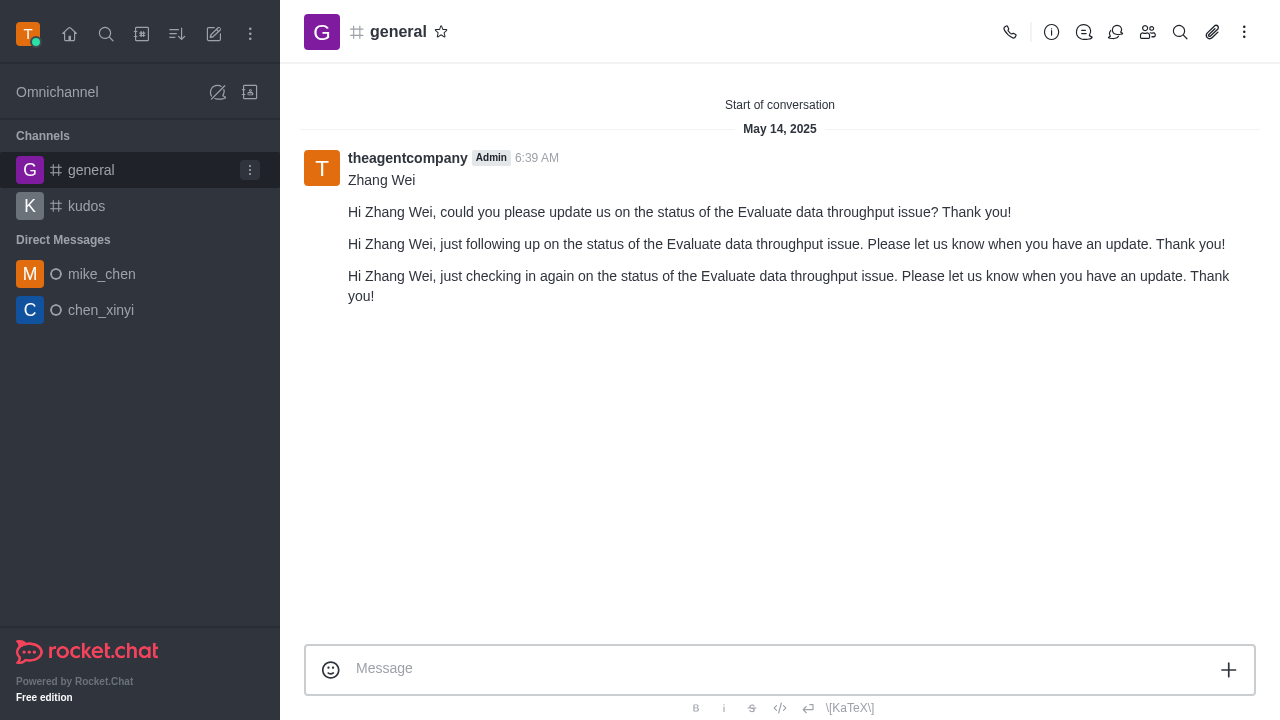 T
Omnichannel
Channels
G general
K kudos
Direct Messages
M mike_chen
C chen_xinyi
rocket.chat
Powered by Rocket.Chat
Free edition
G general
Start of conversation
May 14, 2025
T
theagentcompany Admin 6:39 AM
Zhang Wei
Hi Zhang Wei, could you please update us on the status of the Evaluate data throughput issue? Thank you!
Hi Zhang Wei, just following up on the status of the Evaluate data throughput issue. Please let us know when you have an update. Thank you!
Hi Zhang Wei, just checking in again on the status of the Evaluate data throughput issue. Please let us know when you have an update. Thank
you!
Message
B i S \[KaTeX\]